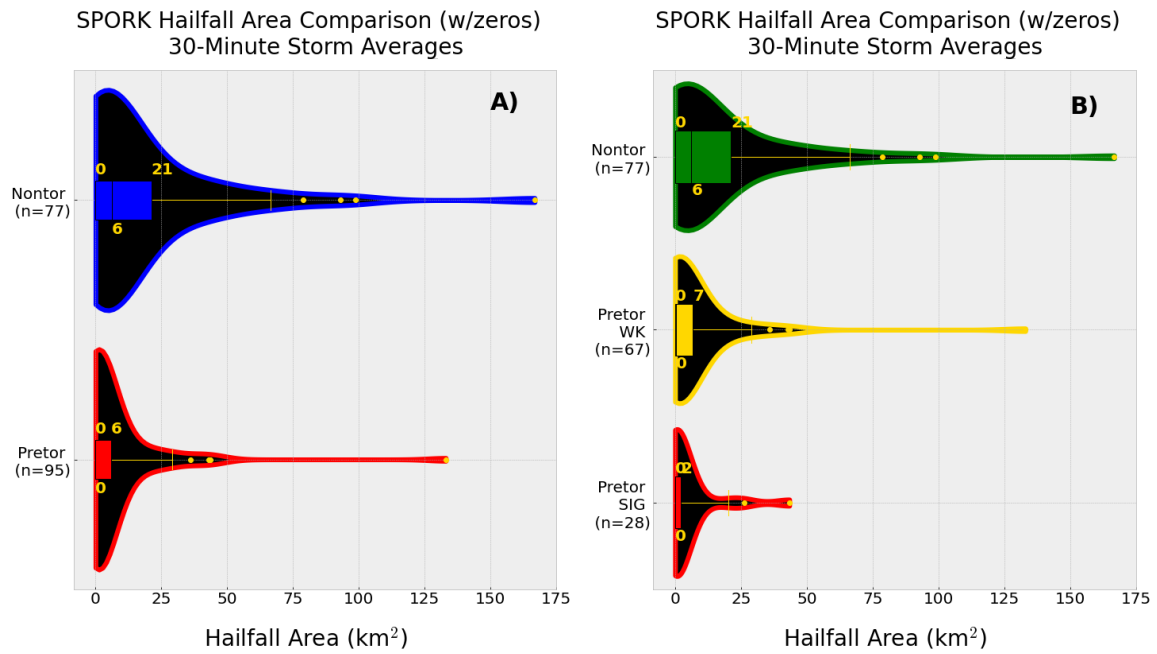 SPORK Hailfall Area Comparison (w/zeros)
30-Minute Storm Averages
A)
0
21
6
Nontor
(n=77)
0 6
0
Pretor
(n=95)
0 25 50 75 100 125 150 175
Hailfall Area (km²)
SPORK Hailfall Area Comparison (w/zeros)
30-Minute Storm Averages
B)
0
21
6
Nontor
(n=77)
0 7
0
Pretor
WK
(n=67)
0 2
0
Pretor
SIG
(n=28)
0 25 50 75 100 125 150 175
Hailfall Area (km²)